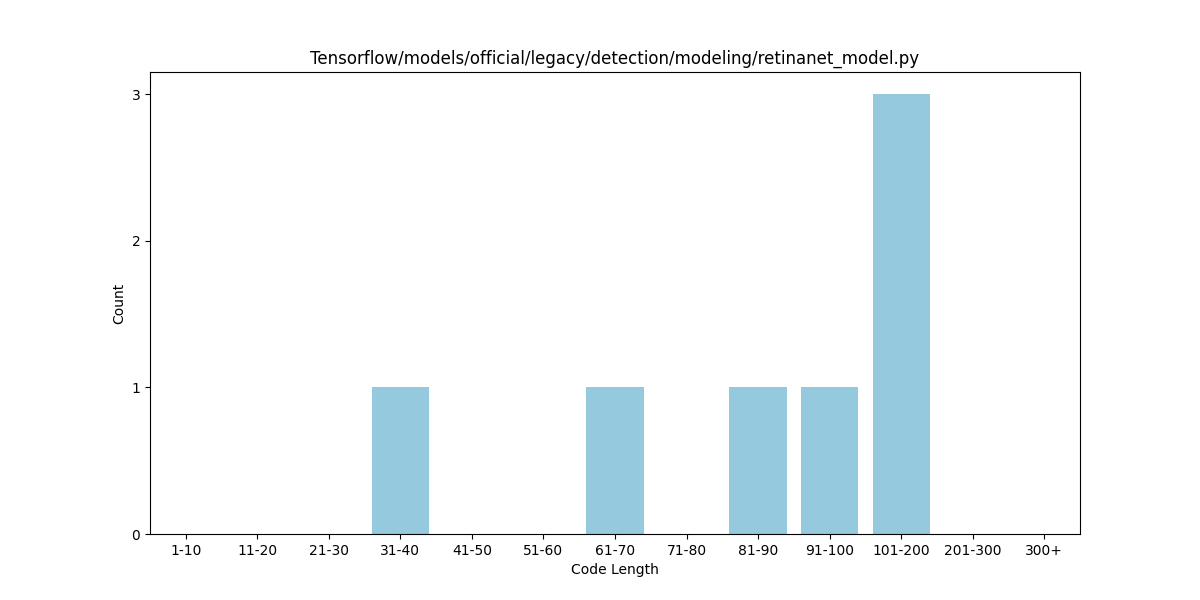 Tensorflow/models/official/legacy/detection/modeling/retinanet_model.py
3
2
1
0
Count
1-10 11-20 21-30 31-40 41-50 51-60 61-70 71-80 81-90 91-100 101-200 201-300 300+
Code Length